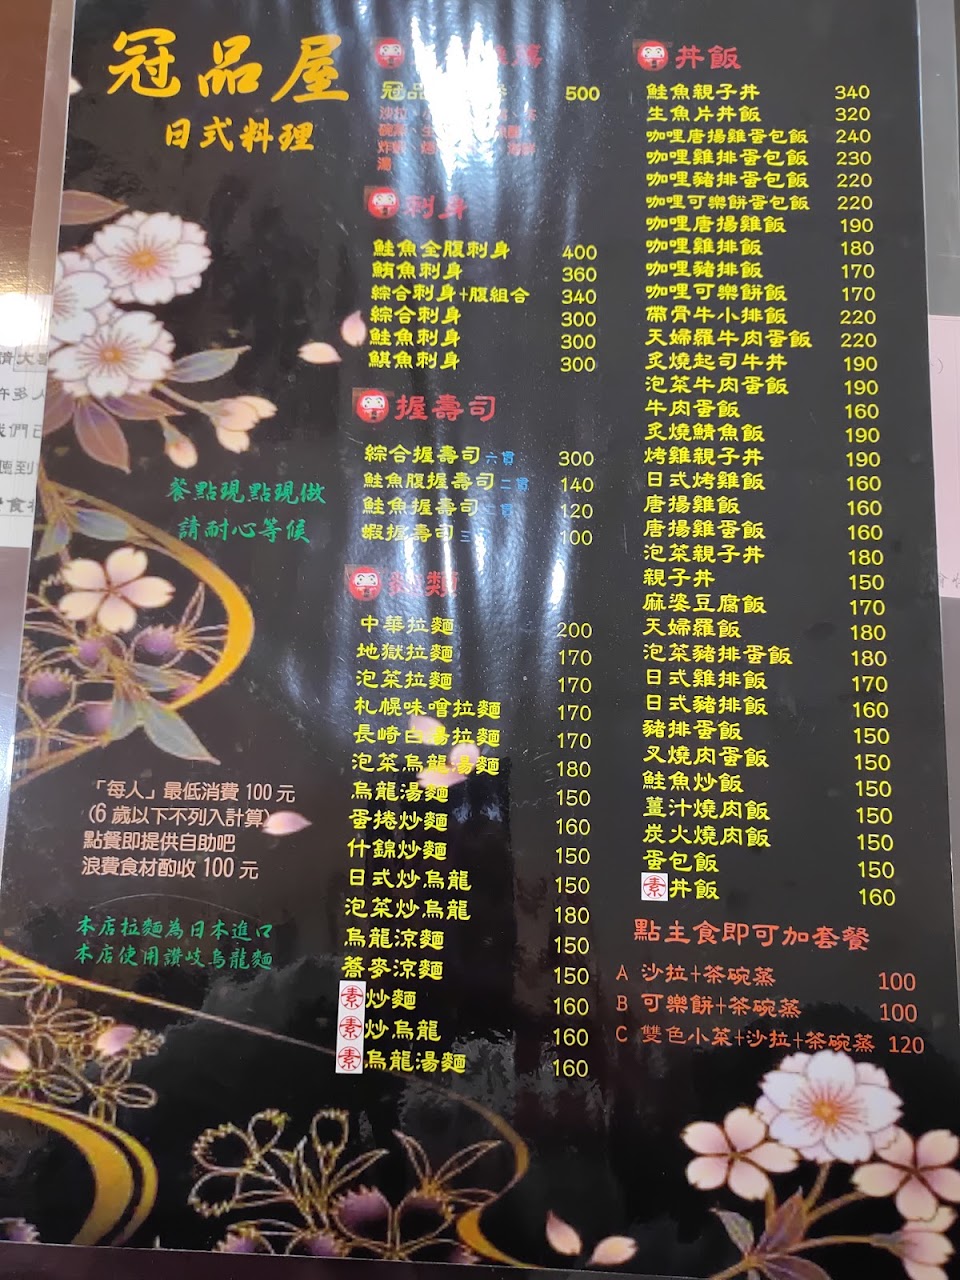 冠品屋
日式料理
餐點現點現做
請耐心等候
「每人」最低消費 100 元
(6 歲以下不列入計算)
點餐即提供自助吧
浪費食材酌收 100 元
本店拉麵為日本進口
本店使用讚岐烏龍麵
冠品 500
沙拉、小
湯
刺身
鮭魚全腹刺身 400
鮪魚刺身 360
綜合刺身+腹組合 340
綜合刺身 300
鮭魚刺身 300
鯕魚刺身 300
握壽司
綜合握壽司六貫 300
鮭魚腹握壽司二貫 140
鮭魚握壽司 貫 120
蝦握壽司三 100
麵類
中華拉麵 200
地獄拉麵 170
泡菜拉麵 170
札幌味噌拉麵 170
長崎白湯拉麵 170
泡菜烏龍湯麵 180
烏龍湯麵 150
蛋捲炒麵 160
什錦炒麵 150
日式炒烏龍 150
泡菜炒烏龍 180
烏龍涼麵 150
蕎麥涼麵 150
素炒麵 160
素炒烏龍 160
素烏龍湯麵 160
丼飯
鮭魚親子丼 340
生魚片丼飯 320
咖哩唐揚雞蛋包飯 240
咖哩雞排蛋包飯 230
咖哩豬排蛋包飯 220
咖哩可樂餅蛋包飯 220
咖哩唐揚雞飯 190
咖哩雞排飯 180
咖哩豬排飯 170
咖哩可樂餅飯 170
帶骨牛小排飯 220
天婦羅牛肉蛋飯 220
炙燒起司牛丼 190
泡菜牛肉蛋飯 190
牛肉蛋飯 160
炙燒鯖魚飯 190
烤雞親子丼 190
日式烤雞飯 160
唐揚雞飯 160
唐揚雞蛋飯 160
泡菜親子丼 180
親子丼 150
麻婆豆腐飯 170
天婦羅飯 180
泡菜豬排蛋飯 180
日式雞排飯 170
日式豬排飯 160
豬排蛋飯 150
叉燒肉蛋飯 150
鮭魚炒飯 150
薑汁燒肉飯 150
炭火燒肉飯 150
蛋包飯 150
素丼飯 160
點主食即可加套餐
A 沙拉+茶碗蒸 100
B 可樂餅+茶碗蒸 100
C 雙色小菜+沙拉+茶碗蒸 120